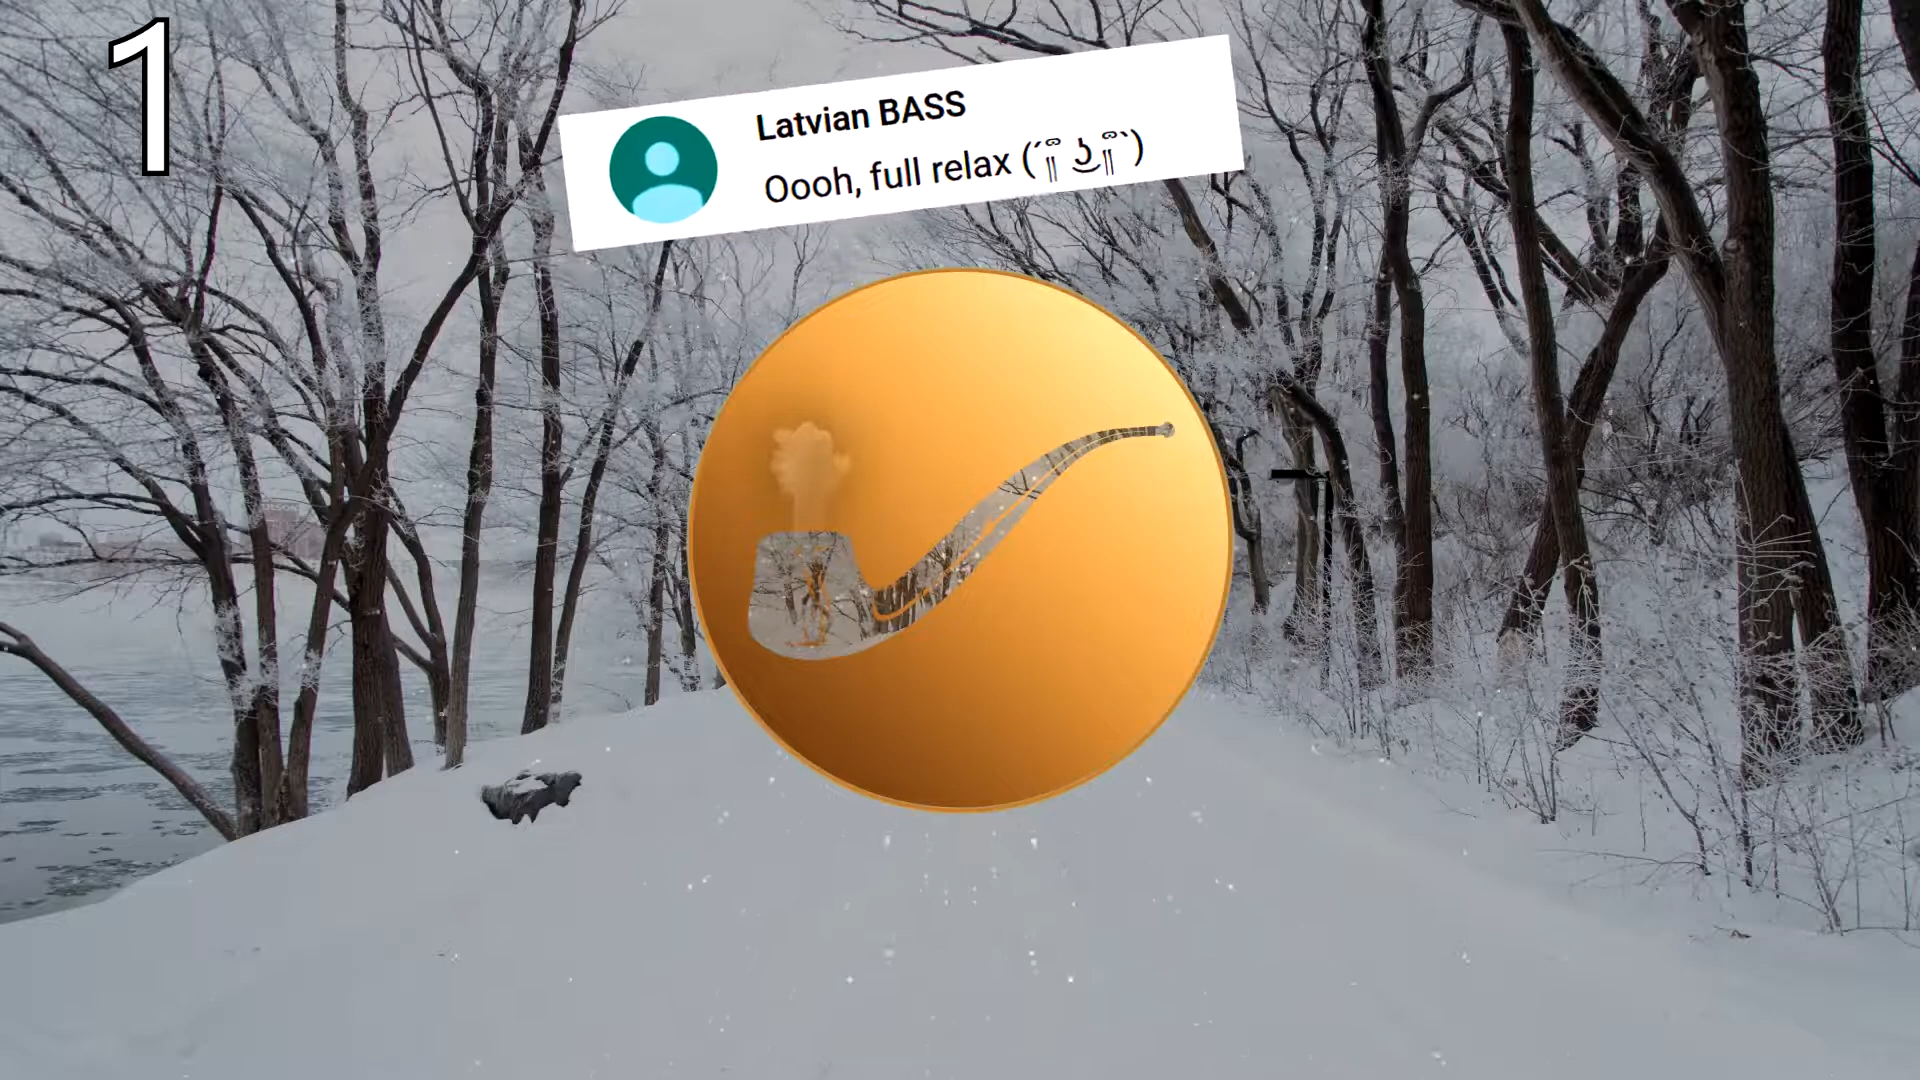 1
Latvian BASS
Oooh, full relax (´༎ຶ ͜ʖ ༎ຶ `)